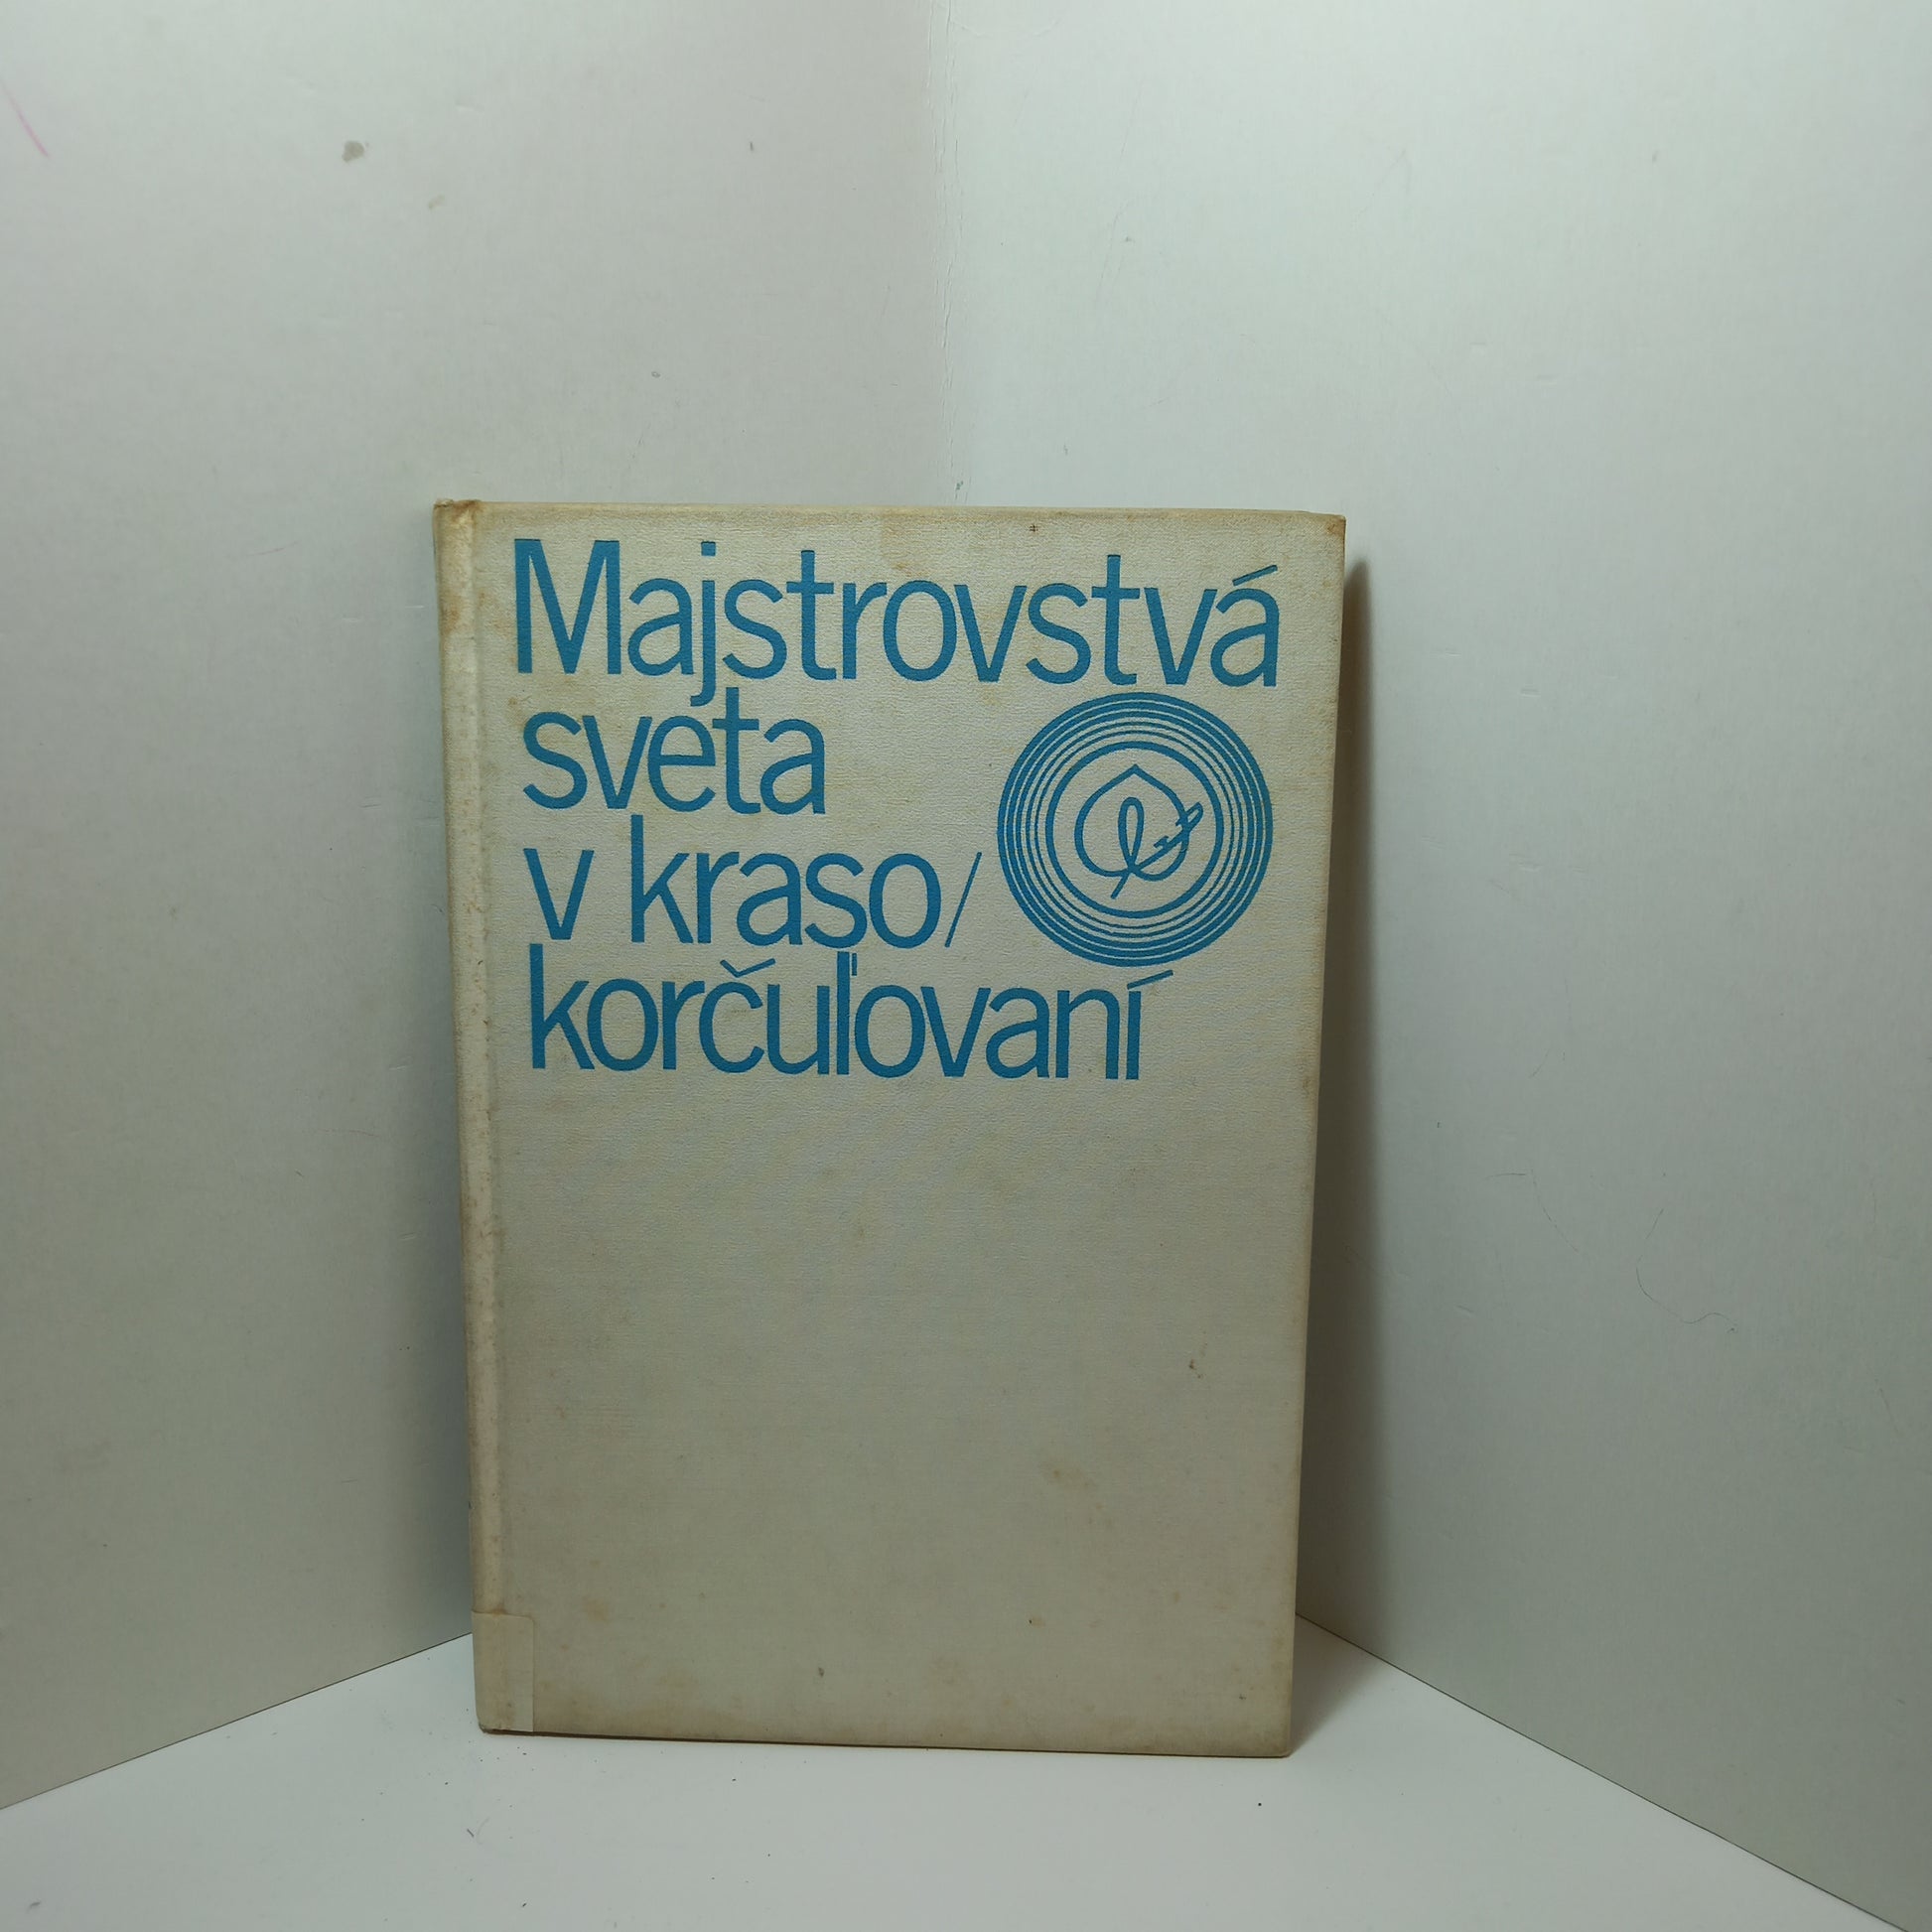 Majstrovstvá
sveta
v kraso/
korčuľovaní